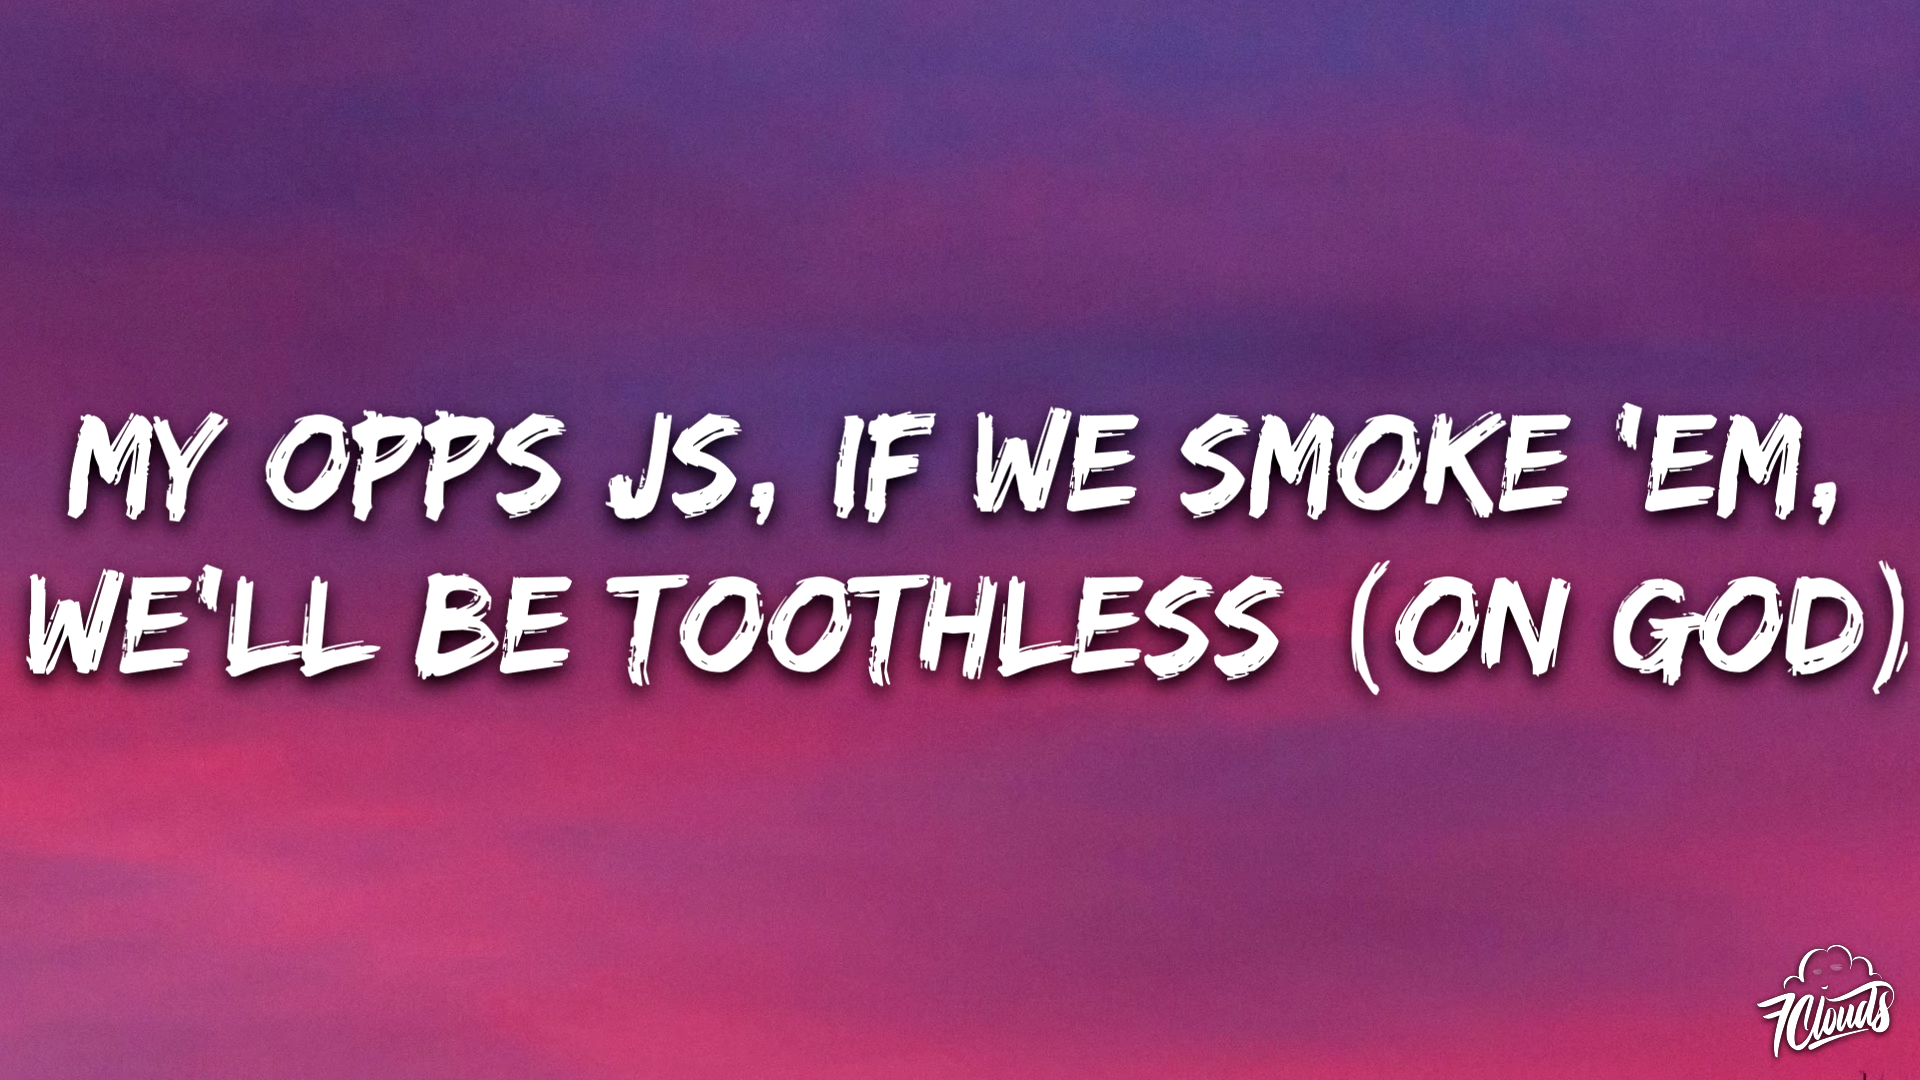 MY OPPS JS, IF WE SMOKE 'EM,
WE'LL BE TOOTHLESS (ON GOD)
7Clouds